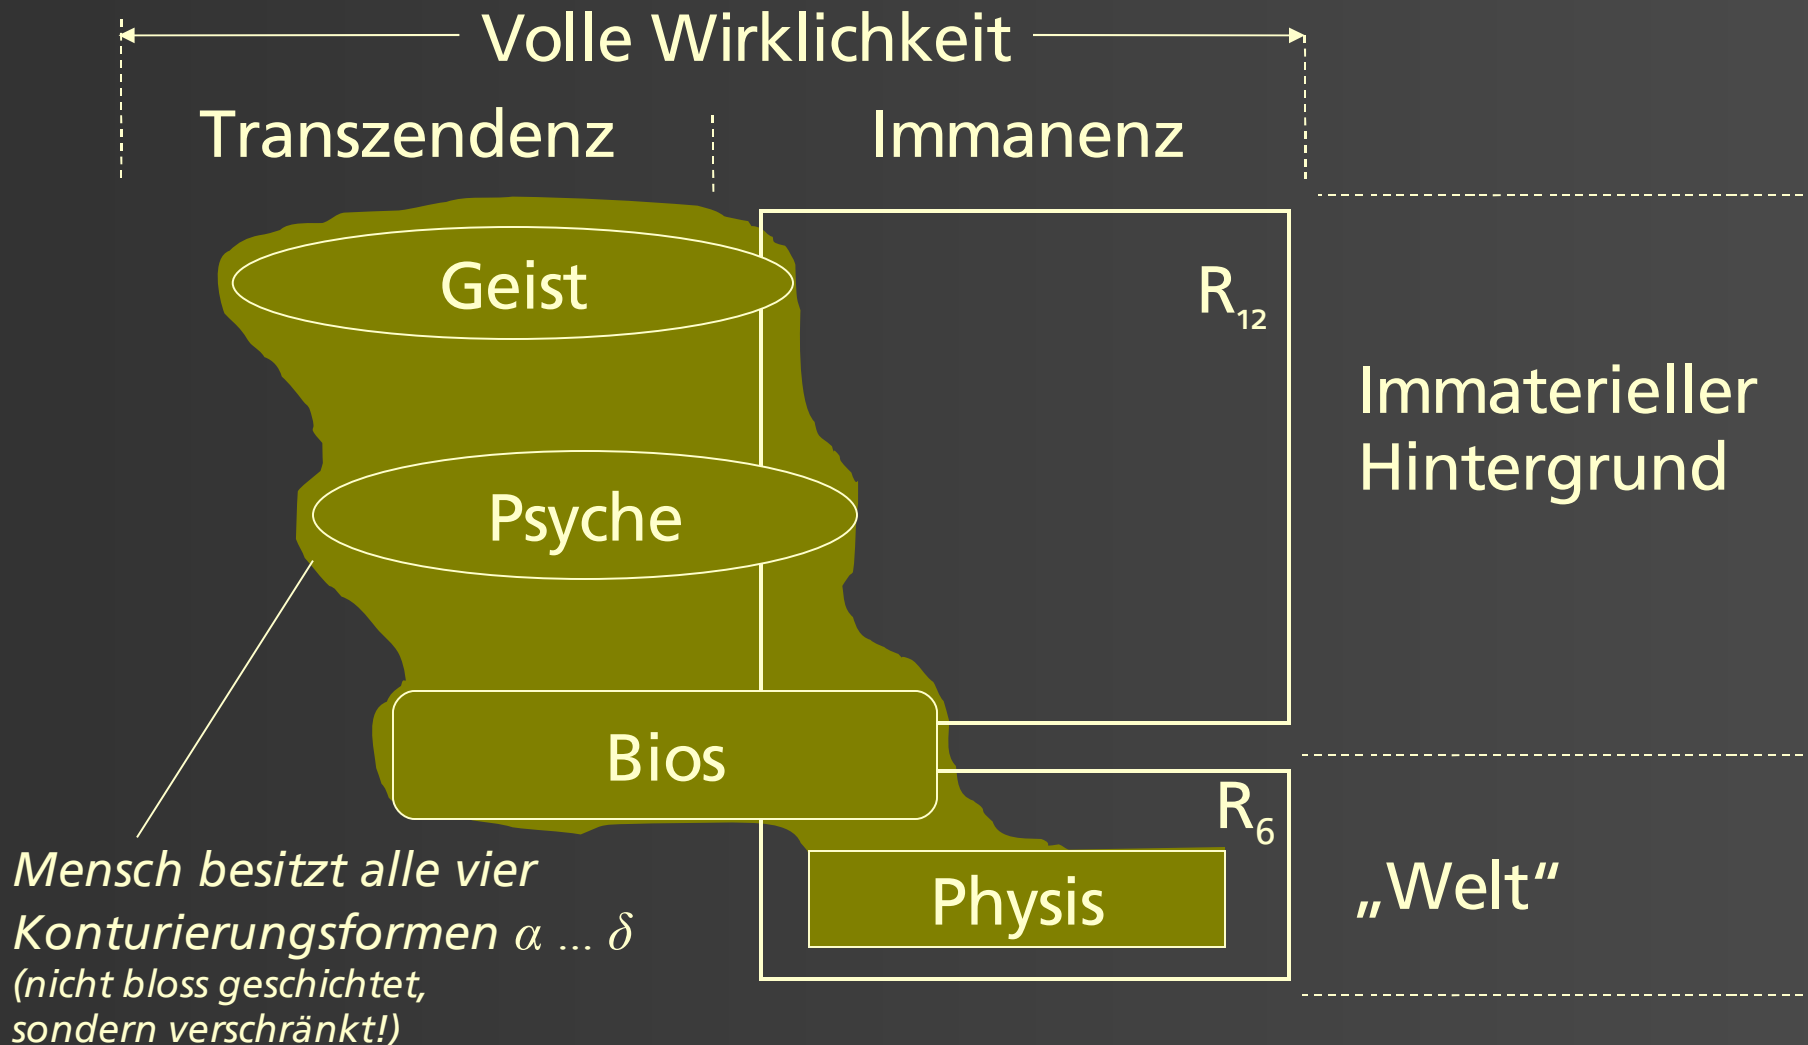 Volle Wirklichkeit
Transzendenz
Immanenz
Geist
R₁₂
Immaterieller
Hintergrund
Psyche
Bios
R₆
Physis
„Welt“
Mensch besitzt alle vier
Konturierungsformen α ... δ
(nicht bloss geschichtet,
sondern verschränkt!)